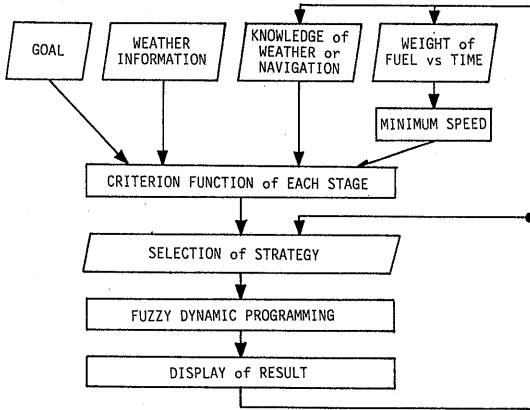 GOAL
WEATHER
INFORMATION
KNOWLEDGE of
WEATHER or
NAVIGATION
WEIGHT of
FUEL vs TIME
MINIMUM SPEED
CRITERION FUNCTION of EACH STAGE
SELECTION of STRATEGY
FUZZY DYNAMIC PROGRAMMING
DISPLAY of RESULT